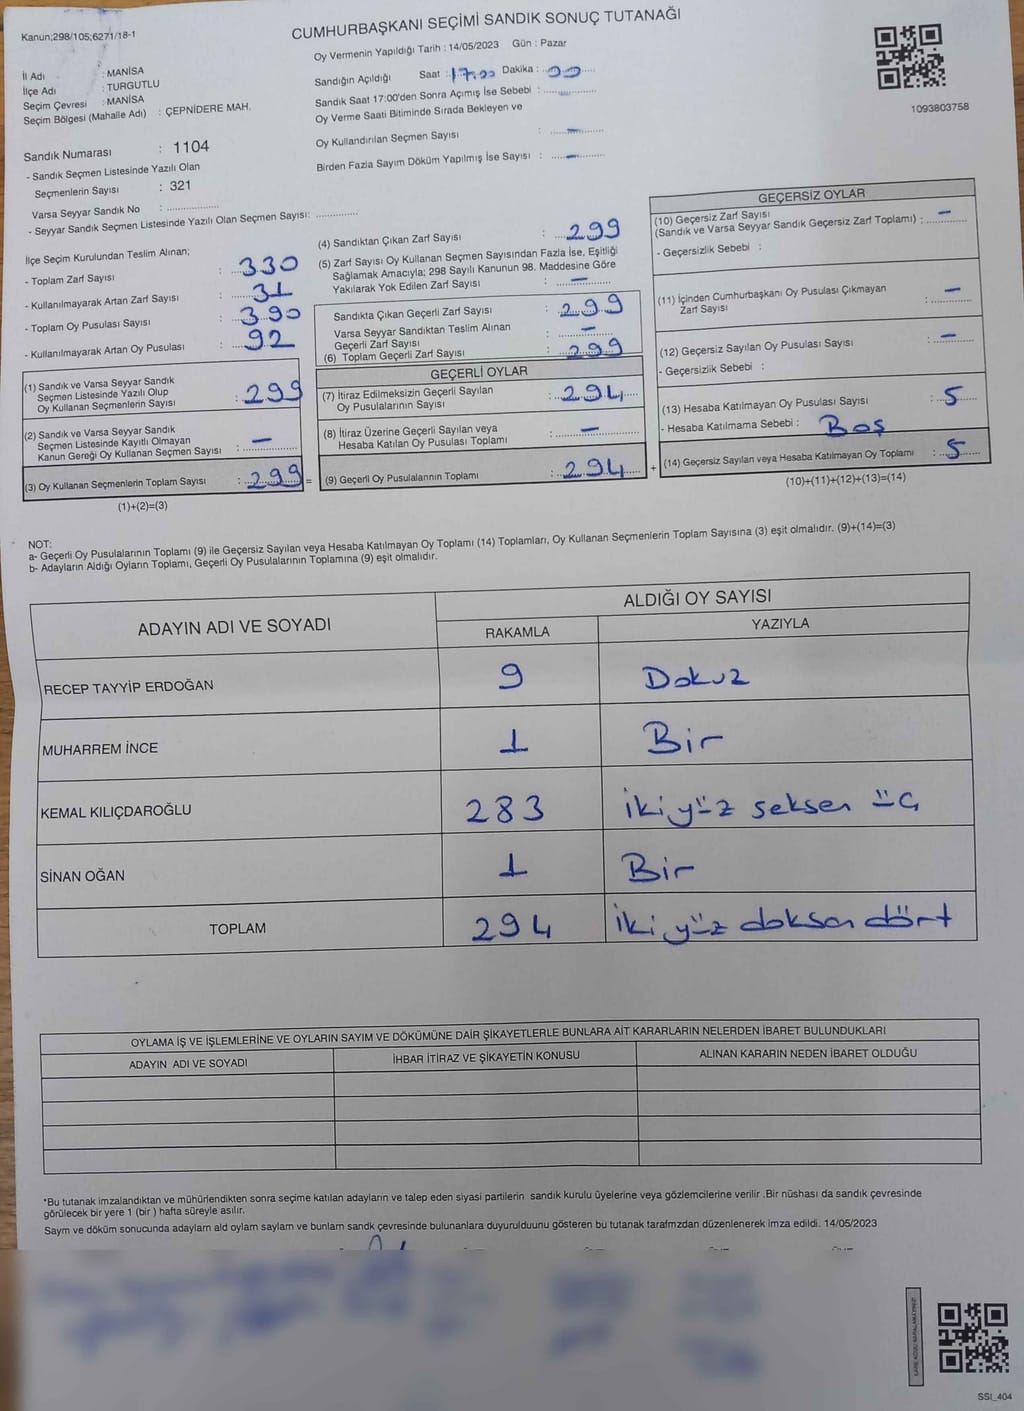 Kanun;298/105;6271/18-1
CUMHURBAŞKANI SEÇİMİ SANDIK SONUÇ TUTANAĞI
Oy Vermenin Yapıldığı Tarih : 14/05/2023 Gün : Pazar
1093803758
İl Adı : MANİSA
İlçe Adı : TURGUTLU
Seçim Çevresi : MANİSA
Seçim Bölgesi (Mahalle Adı) : ÇEPNİDERE MAH.
Sandık Numarası : 1104
- Sandık Seçmen Listesinde Yazılı Olan
Seçmenlerin Sayısı : 321
Varsa Seyyar Sandık No : ..............
- Seyyar Sandık Seçmen Listesinde Yazılı Olan Seçmen Sayısı: ............
Sandığın Açıldığı Saat : 17:00 Dakika : 00
Sandık Saat 17:00'den Sonra Açımış İse Sebebi : —
Oy Verme Saati Bitiminde Sırada Bekleyen ve
Oy Kullandırılan Seçmen Sayısı : —
Birden Fazla Sayım Döküm Yapılmış İse Sayısı : —
İlçe Seçim Kurulundan Teslim Alınan;
- Toplam Zarf Sayısı : 330
- Kullanılmayarak Artan Zarf Sayısı : 31
- Toplam Oy Pusulası Sayısı : 390
- Kullanılmayarak Artan Oy Pusulası : 92
(1) Sandık ve Varsa Seyyar Sandık
Seçmen Listesinde Yazılı Olup
Oy Kullanan Seçmenlerin Sayısı : 299
(2) Sandık ve Varsa Seyyar Sandık
Seçmen Listesinde Kayıtlı Olmayan
Kanun Gereği Oy Kullanan Seçmen Sayısı : —
(3) Oy Kullanan Seçmenlerin Toplam Sayısı : 299 =
(1)+(2)=(3)
(4) Sandıktan Çıkan Zarf Sayısı : 299
(5) Zarf Sayısı Oy Kullanan Seçmen Sayısından Fazla İse, Eşitliği
Sağlamak Amacıyla; 298 Sayılı Kanunun 98. Maddesine Göre
Yakılarak Yok Edilen Zarf Sayısı : —
Sandıkta Çıkan Geçerli Zarf Sayısı : 299
Varsa Seyyar Sandıktan Teslim Alınan
Geçerli Zarf Sayısı : —
(6) Toplam Geçerli Zarf Sayısı : 299
GEÇERLİ OYLAR
(7) İtiraz Edilmeksizin Geçerli Sayılan
Oy Pusulalarının Sayısı : 294
(8) İtiraz Üzerine Geçerli Sayılan veya
Hesaba Katılan Oy Pusulası Toplamı : —
(9) Geçerli Oy Pusulalarının Toplamı : 294 +
GEÇERSİZ OYLAR
(10) Geçersiz Zarf Sayısı
(Sandık ve Varsa Seyyar Sandık Geçersiz Zarf Toplamı) : —
- Geçersizlik Sebebi :
(11) İçinden Cumhurbaşkanı Oy Pusulası Çıkmayan
Zarf Sayısı : —
(12) Geçersiz Sayılan Oy Pusulası Sayısı : —
- Geçersizlik Sebebi :
(13) Hesaba Katılmayan Oy Pusulası Sayısı : 5
- Hesaba Katılmama Sebebi : Boş
(14) Geçersiz Sayılan veya Hesaba Katılmayan Oy Toplamı : 5
(10)+(11)+(12)+(13)=(14)
NOT:
a- Geçerli Oy Pusulalarının Toplamı (9) ile Geçersiz Sayılan veya Hesaba Katılmayan Oy Toplamı (14) Toplamları, Oy Kullanan Seçmenlerin Toplam Sayısına (3) eşit olmalıdır. (9)+(14)=(3)
b- Adayların Aldığı Oyların Toplamı, Geçerli Oy Pusulalarının Toplamına (9) eşit olmalıdır.
ADAYIN ADI VE SOYADI ALDIĞI OY SAYISI
RAKAMLA YAZIYLA
RECEP TAYYİP ERDOĞAN 9 Dokuz
MUHARREM İNCE 1 Bir
KEMAL KILIÇDAROĞLU 283 iki yüz seksen üç
SİNAN OĞAN 1 Bir
TOPLAM 294 iki yüz doksan dört
OYLAMA İŞ VE İŞLEMLERİNE VE OYLARIN SAYIM VE DÖKÜMÜNE DAİR ŞİKAYETLERLE BUNLARA AİT KARARLARIN NELERDEN İBARET BULUNDUKLARI
ADAYIN ADI VE SOYADI İHBAR İTİRAZ VE ŞİKAYETİN KONUSU ALINAN KARARIN NEDEN İBARET OLDUĞU
*Bu tutanak imzalandıktan ve mühürlendikten sonra seçime katılan adayların ve talep eden siyasi partilerin sandık kurulu üyelerine veya gözlemcilerine verilir .Bir nüshası da sandık çevresinde
görülecek bir yere 1 (bir ) hafta süreyle asılır.
Sayım ve döküm sonucunda adaylarn ald oylam saylam ve bunlam sandk çevresinde bulunanlara duyurulduunu gösteren bu tutanak tarafmzdan düzenlenerek imza edildi. 14/05/2023
KARE KODU KARALAMAYINIZ!
SSI_404